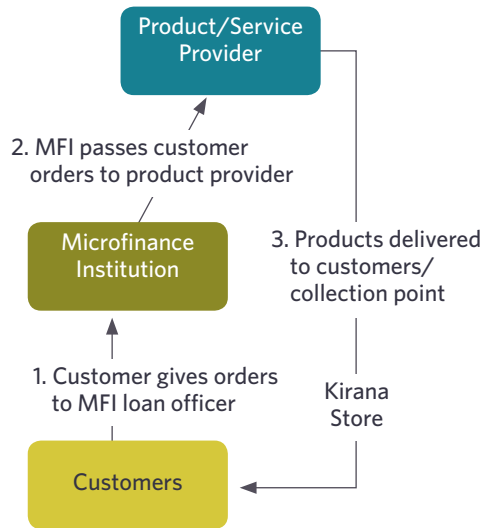 Product/Service
Provider
2. MFI passes customer
orders to product provider
Microfinance
Institution
3. Products delivered
to customers/
collection point
1. Customer gives orders
to MFI loan officer
Kirana
Store
Customers